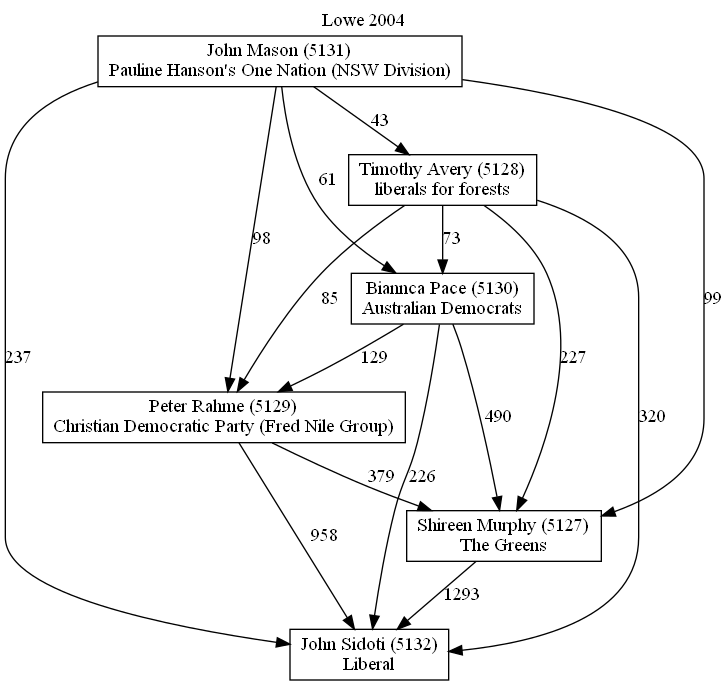 Lowe 2004
John Mason (5131)
Pauline Hanson's One Nation (NSW Division)
43
Timothy Avery (5128)
liberals for forests
61
98
73
Biannca Pace (5130)
Australian Democrats
85
99
237
129
227
Peter Rahme (5129)
Christian Democratic Party (Fred Nile Group)
490
320
379
226
Shireen Murphy (5127)
The Greens
958
1293
John Sidoti (5132)
Liberal